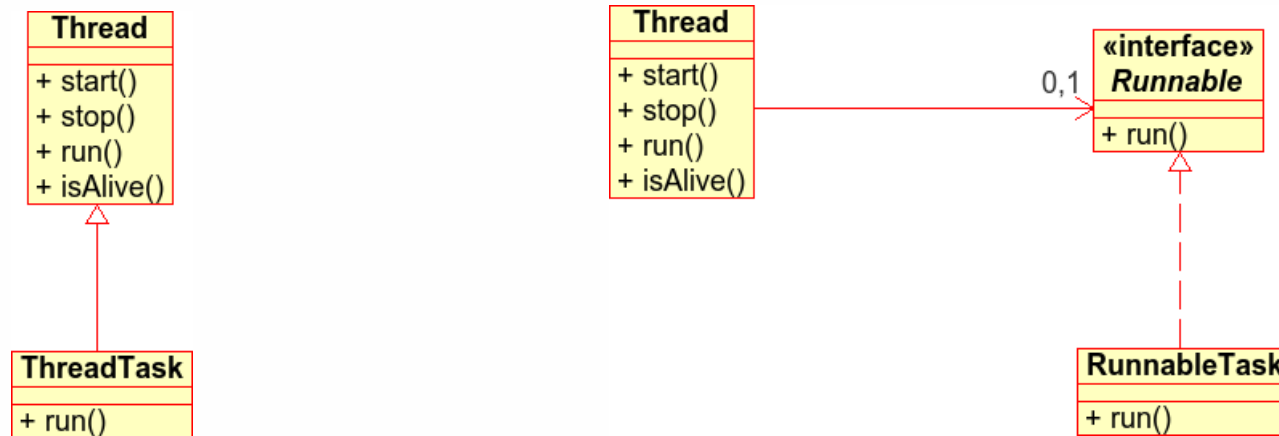 Thread
+ start()
+ stop()
+ run()
+ isAlive()
ThreadTask
+ run()
Thread
+ start()
+ stop()
+ run()
+ isAlive()
0,1
«interface»
Runnable
+ run()
RunnableTask
+ run()